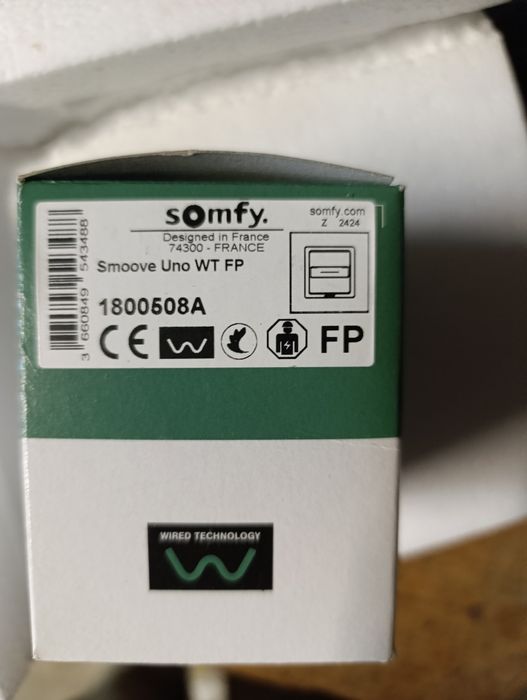 somfy.
Designed in France
74300 - FRANCE
somfy.com
Z 2424
Smoove Uno WT FP
1800508A
3 660849 543488
CE
FP
WIRED TECHNOLOGY